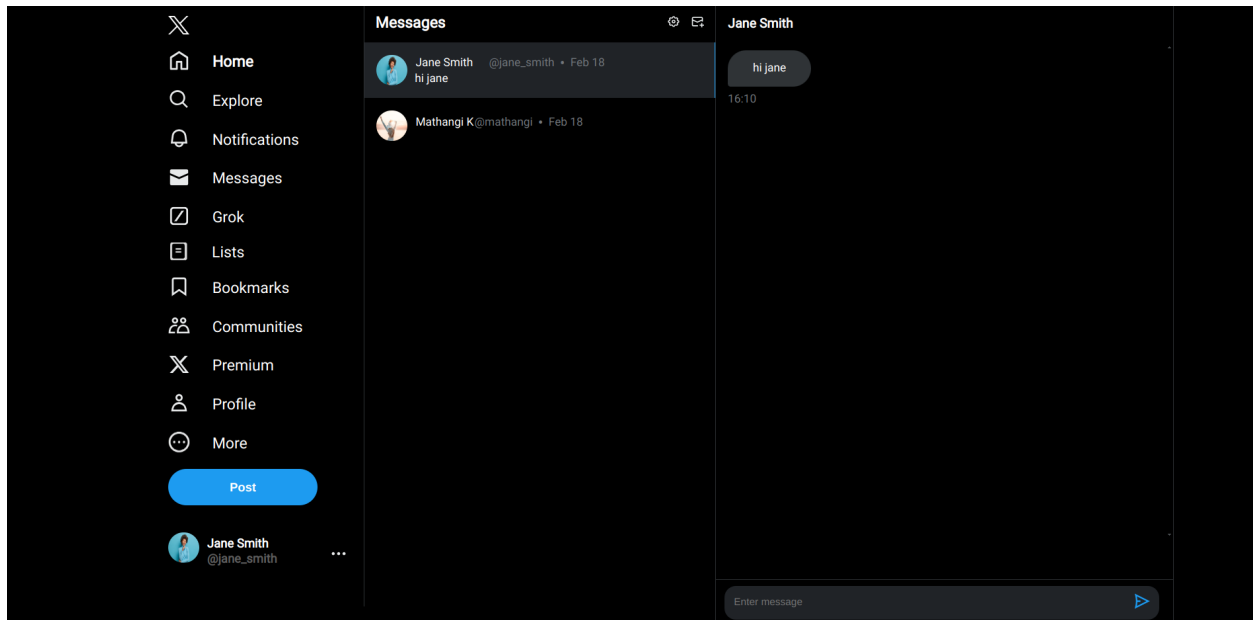 Home
Explore
Notifications
Messages
Grok
Lists
Bookmarks
Communities
Premium
Profile
More
Post
Jane Smith
@jane_smith
Messages
Jane Smith @jane_smith • Feb 18
hi jane
Mathangi K@mathangi • Feb 18
Jane Smith
hi jane
16:10
Enter message